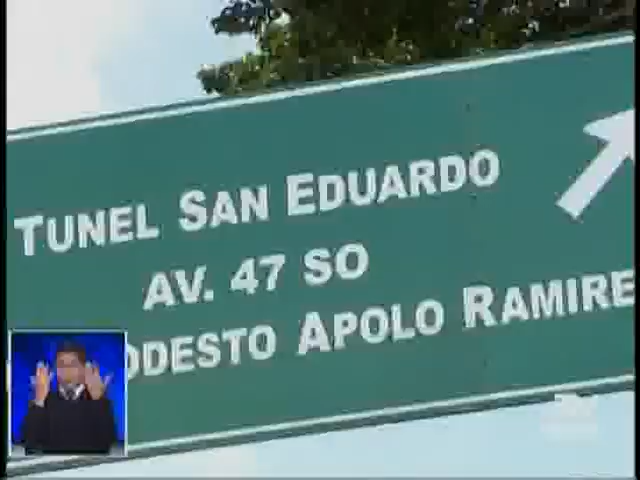 TUNEL SAN EDUARDO
AV. 47 SO
ODESTO APOLO RAMIRE